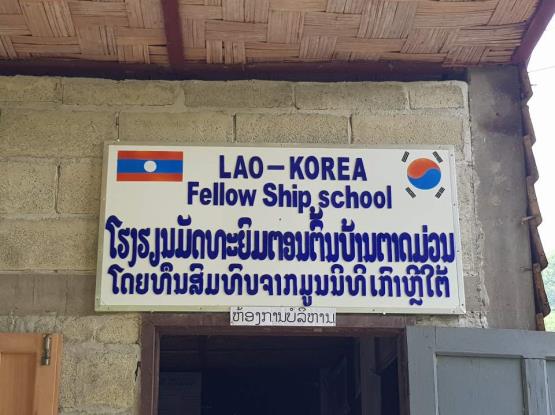 LAO – KOREA
Fellow Ship school
ໂຮງຮຽນມັດທະຍົມຕອນຕົ້ນບ້ານຕາດມ່ວນ
ໂດຍທຶນສົມທົບຈາກມູນນິທິເກົາຫຼີໃຕ້
ຫ້ອງການບໍລິຫານ